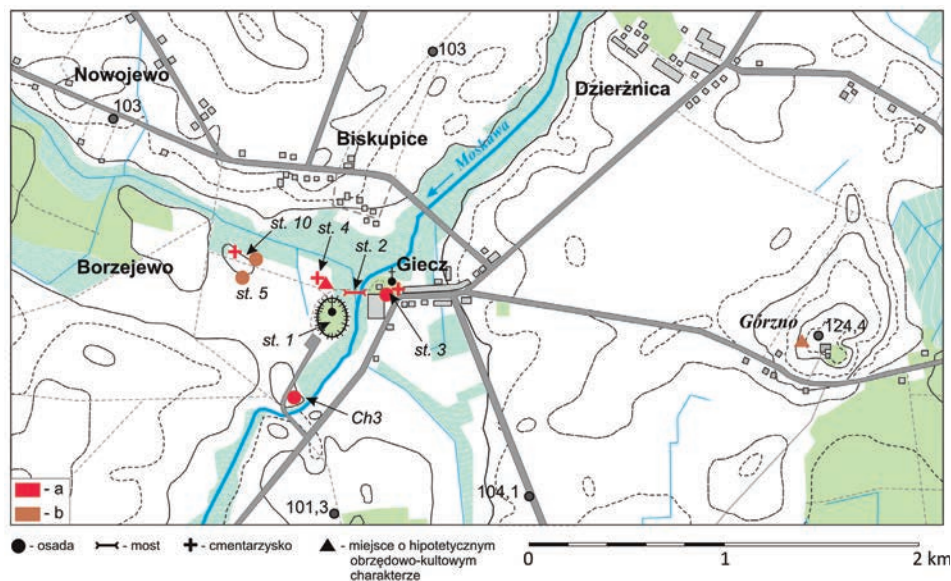 103
Nowojewo
Dzierżnica
103
Biskupice
Moskawa
st. 10
st. 4
st. 2
Borzejewo
Giecz
st. 5
Górzno
124,4
st. 1
st. 3
Ch3
101,3
104,1
- a
- b
- osada
- most
- cmentarzysko
- miejsce o hipotetycznym
obrzędowo-kultowym
charakterze
0 1 2 km